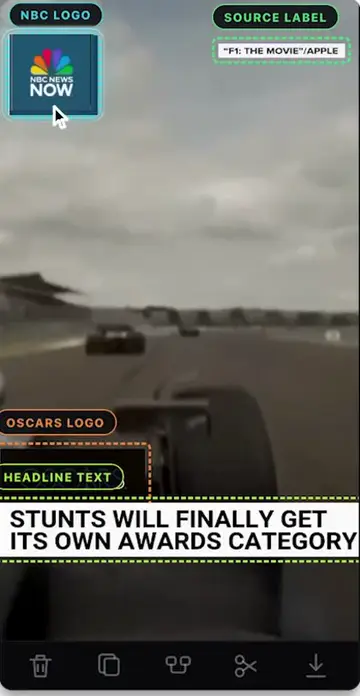 NBC LOGO
SOURCE LABEL
NBC NEWS
NOW
"F1: THE MOVIE"/APPLE
OSCARS LOGO
HEADLINE TEXT
STUNTS WILL FINALLY GET
ITS OWN AWARDS CATEGORY